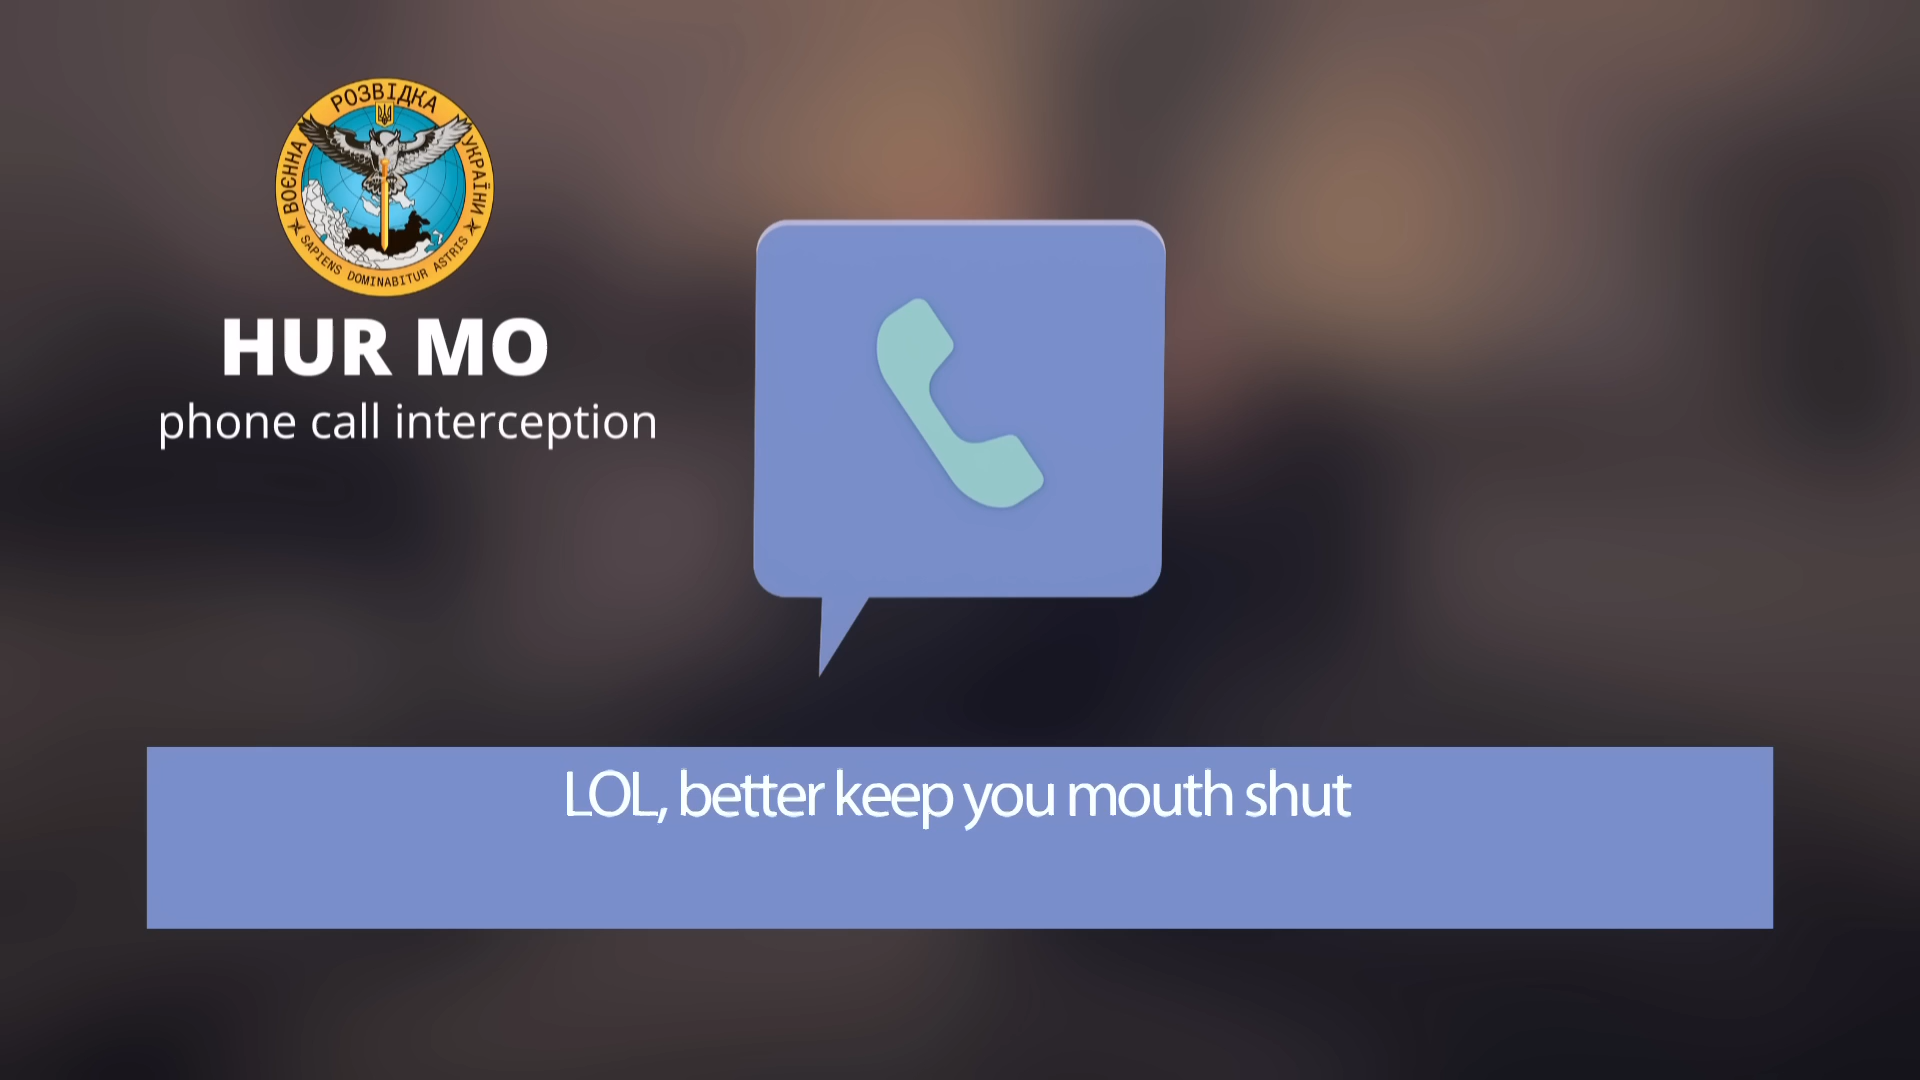 ВОЄННА РОЗВІДКА УКРАЇНИ
SAPIENS DOMINABITUR ASTRIS
HUR MO
phone call interception
LOL, better keep you mouth shut